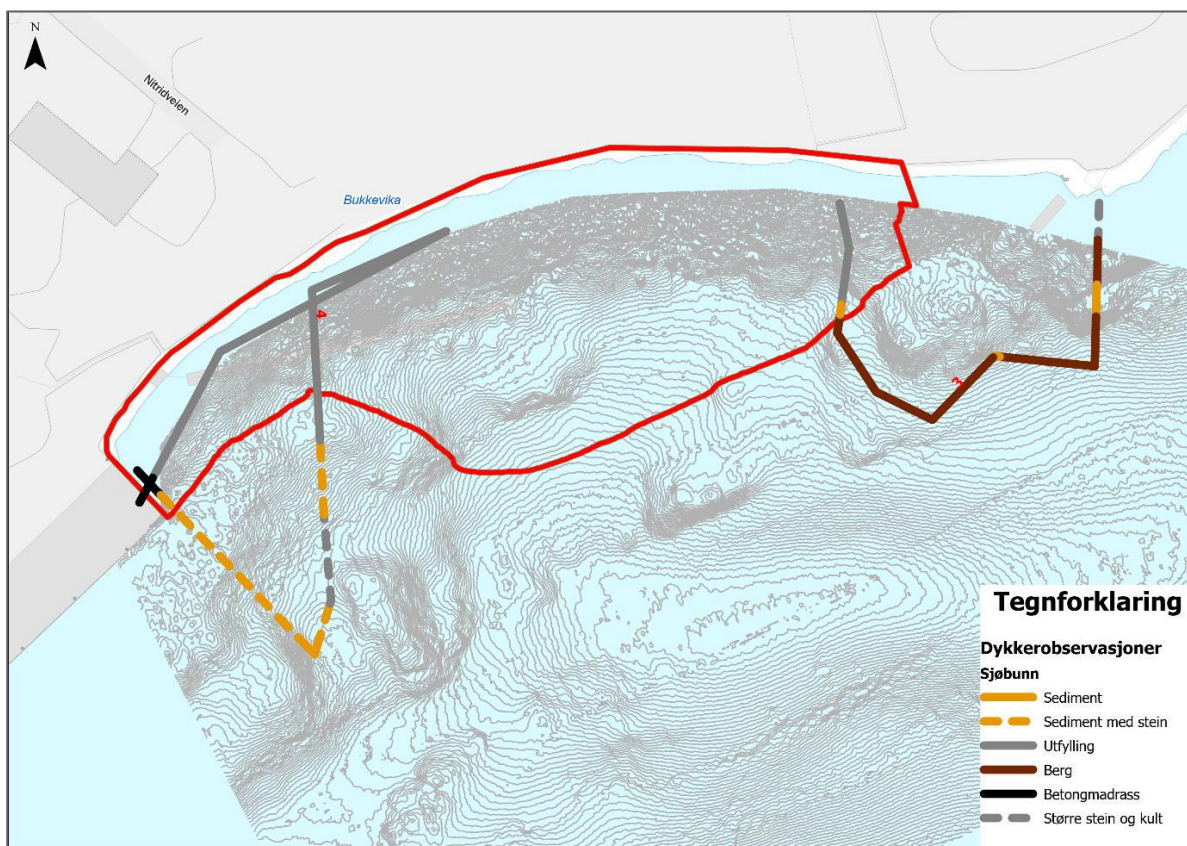 N
Nitridveien
Bukkevika
4
3
Tegnforklaring
Dykkerobservasjoner
Sjøbunn
Sediment
Sediment med stein
Utfylling
Berg
Betongmadrass
Større stein og kult